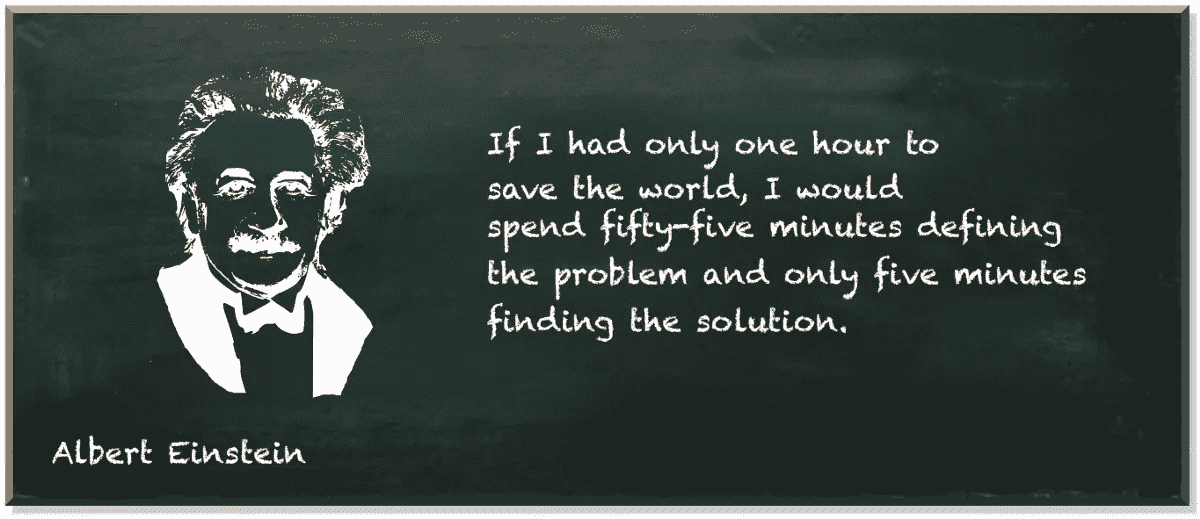 If I had only one hour to
save the world, I would
spend fifty-five minutes defining
the problem and only five minutes
finding the solution.
Albert Einstein